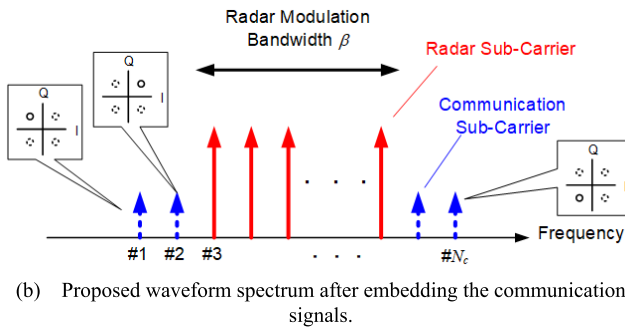 Radar Modulation
Bandwidth β
Radar Sub-Carrier
Communication
Sub-Carrier
Q
I
Q
I
Q
#1
#2
#3
. . .
. . .
#Nc
Frequency
(b) Proposed waveform spectrum after embedding the communication
signals.